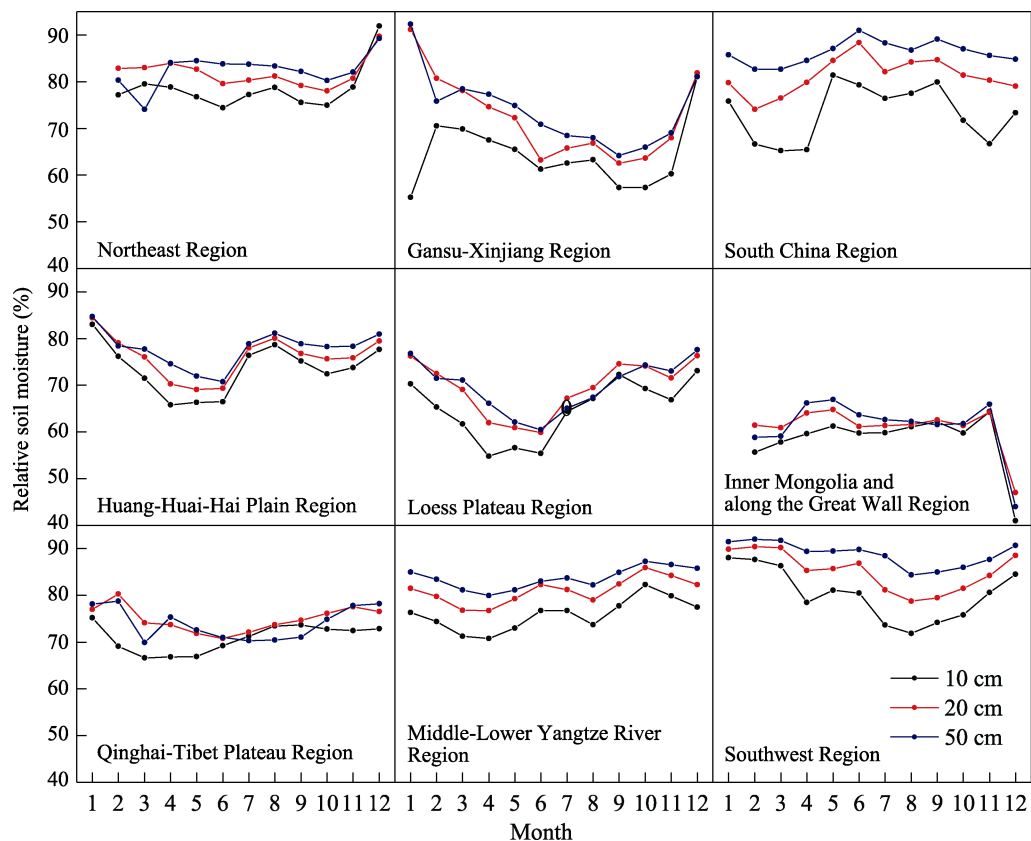 90
80
70
60
50
40
Northeast Region
Gansu-Xinjiang Region
South China Region
Relative soil moisture (%)
90
80
70
60
50
40
Huang-Huai-Hai Plain Region
Loess Plateau Region
Inner Mongolia and
along the Great Wall Region
90
80
70
60
50
40
Qinghai-Tibet Plateau Region
Middle-Lower Yangtze River
Region
Southwest Region
10 cm
20 cm
50 cm
1 2 3 4 5 6 7 8 9 10 11 12 1 2 3 4 5 6 7 8 9 10 11 12 1 2 3 4 5 6 7 8 9 10 11 12
Month